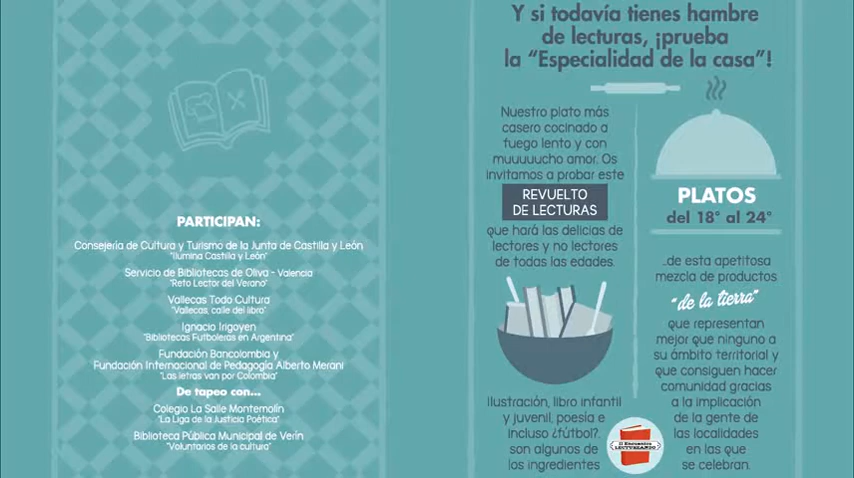 PARTICIPAN:
Consejería de Cultura y Turismo de la Junta de Castilla y León
"Ilumina Castilla y León"
Servicio de Bibliotecas de Oliva - Valencia
"Reto Lector del Verano"
Vallecas Todo Cultura
"Vallecas, calle del libro"
Ignacio Irigoyen
"Bibliotecas Futboleras en Argentina"
Fundación Bancolombia y
Fundación Internacional de Pedagogía Alberto Merani
"Las letras van por Colombia"
De tapeo con...
Colegio La Salle Montemolín
"La Liga de la Justicia Poética"
Biblioteca Pública Municipal de Verín
"Voluntarios de la cultura"
Y si todavía tienes hambre
de lecturas, ¡prueba
la "Especialidad de la casa"!
Nuestro plato más
casero cocinado a
fuego lento y con
muuuuucho amor. Os
invitamos a probar este
REVUELTO
DE LECTURAS
que hará las delicias de
lectores y no lectores
de todas las edades.
Ilustración, libro infantil
y juvenil, poesía e
incluso ¿fútbol?,
son algunos de
los ingredientes
II Encuentro
LECTUREANDO
PLATOS
del 18° al 24°
...de esta apetitosa
mezcla de productos
"de la tierra"
que representan
mejor que ninguno a
su ámbito territorial y
que consiguen hacer
comunidad gracias
a la implicación
de la gente de
las localidades
en las que
se celebran.